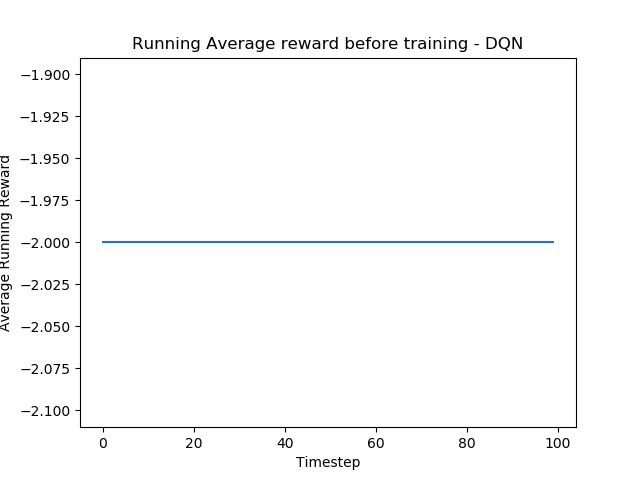 Running Average reward before training - DQN
Average Running Reward
−1.900
−1.925
−1.950
−1.975
−2.000
−2.025
−2.050
−2.075
−2.100
0 20 40 60 80 100
Timestep